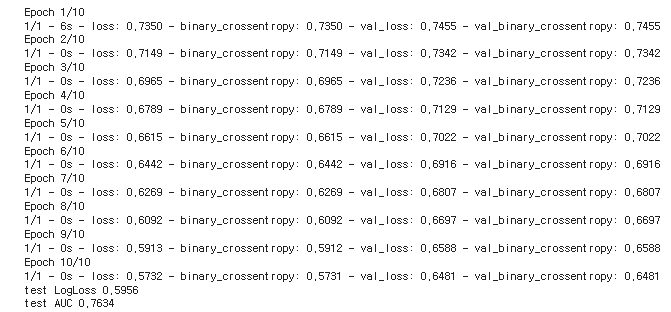 Epoch 1/10
1/1 - 6s - loss: 0.7350 - binary_crossentropy: 0.7350 - val_loss: 0.7455 - val_binary_crossentropy: 0.7455
Epoch 2/10
1/1 - 0s - loss: 0.7149 - binary_crossentropy: 0.7149 - val_loss: 0.7342 - val_binary_crossentropy: 0.7342
Epoch 3/10
1/1 - 0s - loss: 0.6965 - binary_crossentropy: 0.6965 - val_loss: 0.7236 - val_binary_crossentropy: 0.7236
Epoch 4/10
1/1 - 0s - loss: 0.6789 - binary_crossentropy: 0.6789 - val_loss: 0.7129 - val_binary_crossentropy: 0.7129
Epoch 5/10
1/1 - 0s - loss: 0.6615 - binary_crossentropy: 0.6615 - val_loss: 0.7022 - val_binary_crossentropy: 0.7022
Epoch 6/10
1/1 - 0s - loss: 0.6442 - binary_crossentropy: 0.6442 - val_loss: 0.6916 - val_binary_crossentropy: 0.6916
Epoch 7/10
1/1 - 0s - loss: 0.6269 - binary_crossentropy: 0.6269 - val_loss: 0.6807 - val_binary_crossentropy: 0.6807
Epoch 8/10
1/1 - 0s - loss: 0.6092 - binary_crossentropy: 0.6092 - val_loss: 0.6697 - val_binary_crossentropy: 0.6697
Epoch 9/10
1/1 - 0s - loss: 0.5913 - binary_crossentropy: 0.5912 - val_loss: 0.6588 - val_binary_crossentropy: 0.6588
Epoch 10/10
1/1 - 0s - loss: 0.5732 - binary_crossentropy: 0.5731 - val_loss: 0.6481 - val_binary_crossentropy: 0.6481
test LogLoss 0.5956
test AUC 0.7634